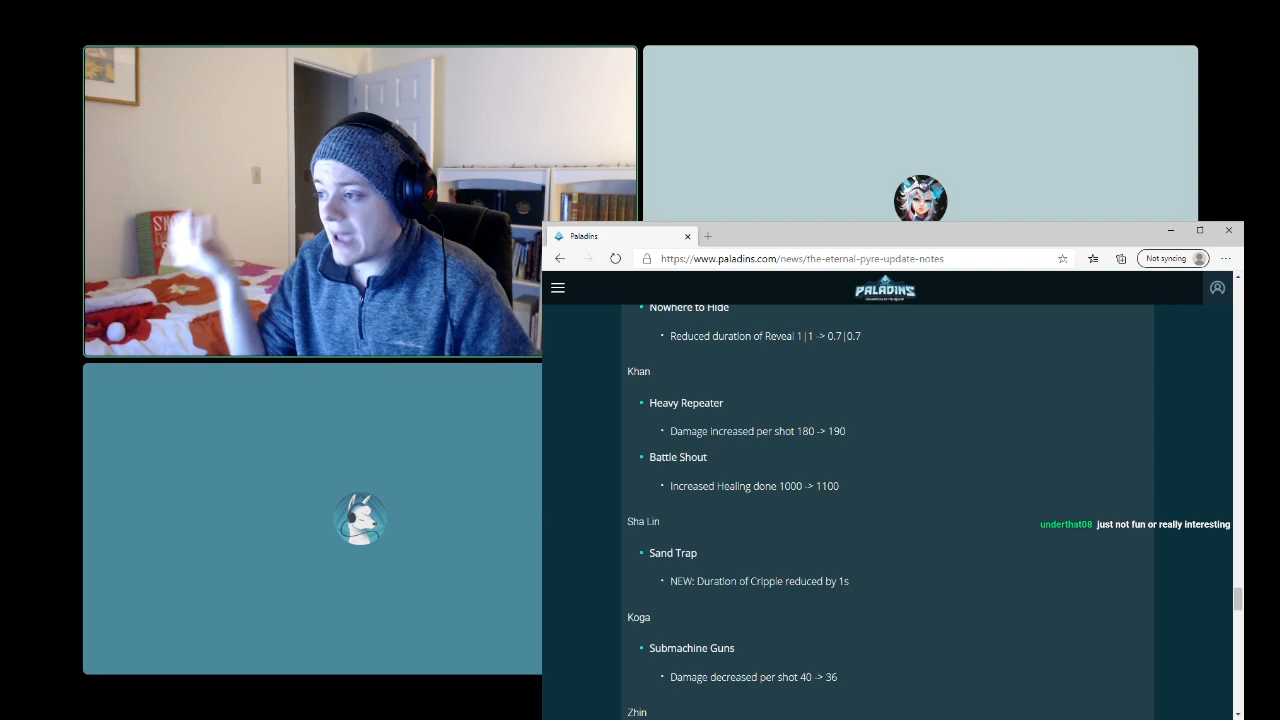 SNO
Paladins
https://www.paladins.com/news/the-eternal-pyre-update-notes
Not syncing
PALADINS
Nowhere to Hide
Reduced duration of Reveal 1|1 -> 0.7|0.7
Khan
Heavy Repeater
Damage increased per shot 180 -> 190
Battle Shout
Increased Healing done 1000 -> 1100
Sha Lin
underthat08 just not fun or really interesting
Sand Trap
NEW: Duration of Cripple reduced by 1s
Koga
Submachine Guns
Damage decreased per shot 40 -> 36
Zhin